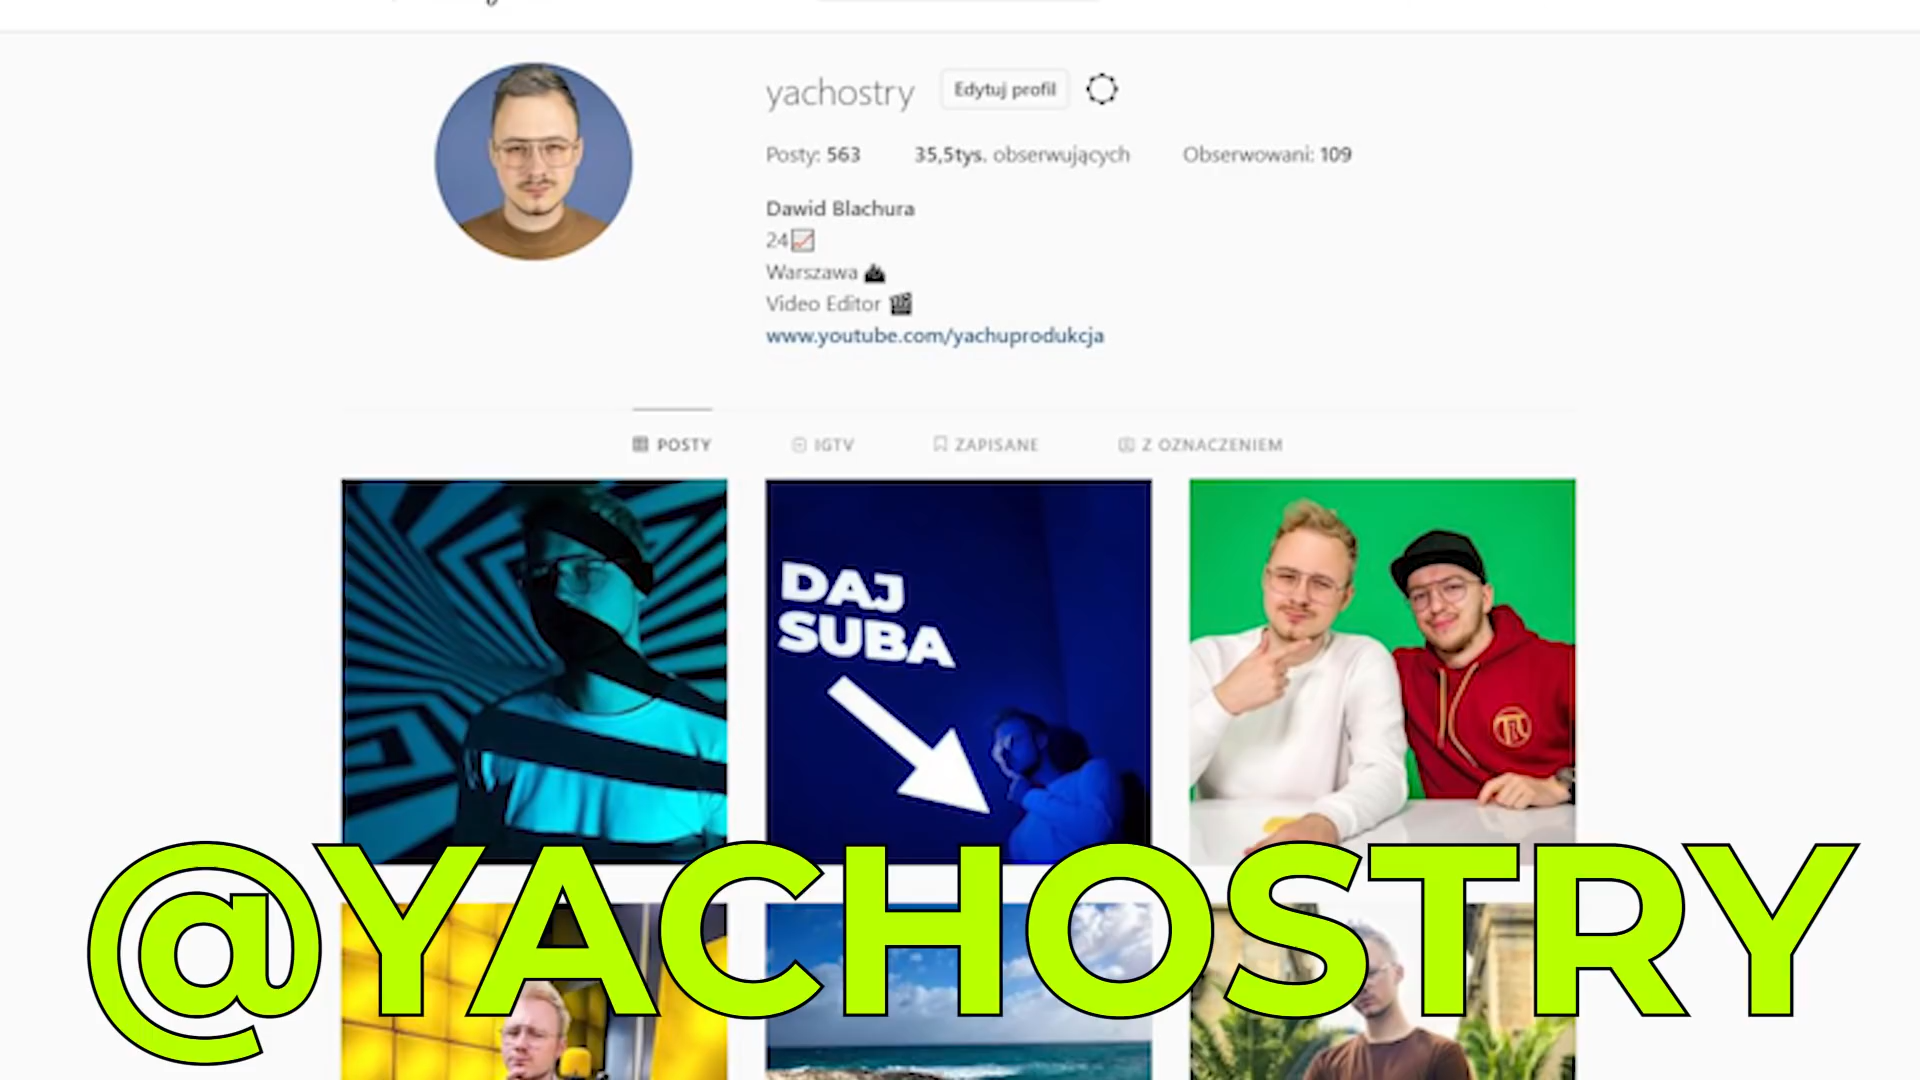 yachostry Edytuj profil
Posty: 563 35,5tys. obserwujących Obserwowani: 109
Dawid Blachura
24
Warszawa
Video Editor
www.youtube.com/yachuprodukcja
POSTY IGTV ZAPISANE Z OZNACZENIEM
DAJ
SUBA
@YACHOSTRY